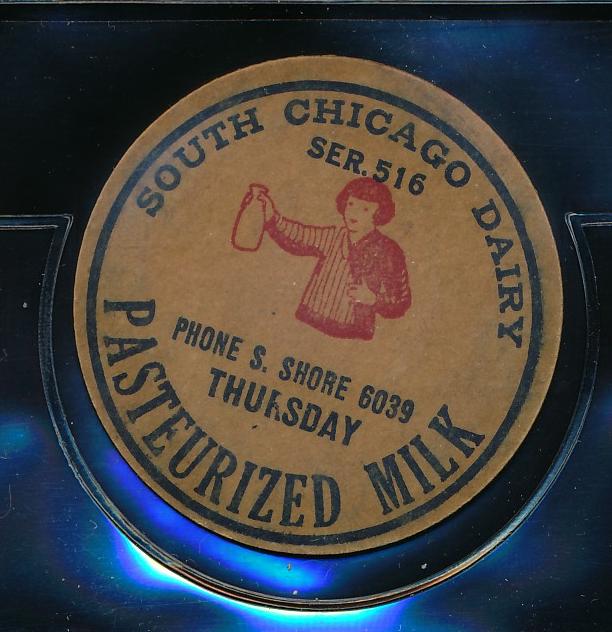 SOUTH CHICAGO DAIRY
SER. 516
PHONE S. SHORE 6039
THURSDAY
PASTEURIZED MILK